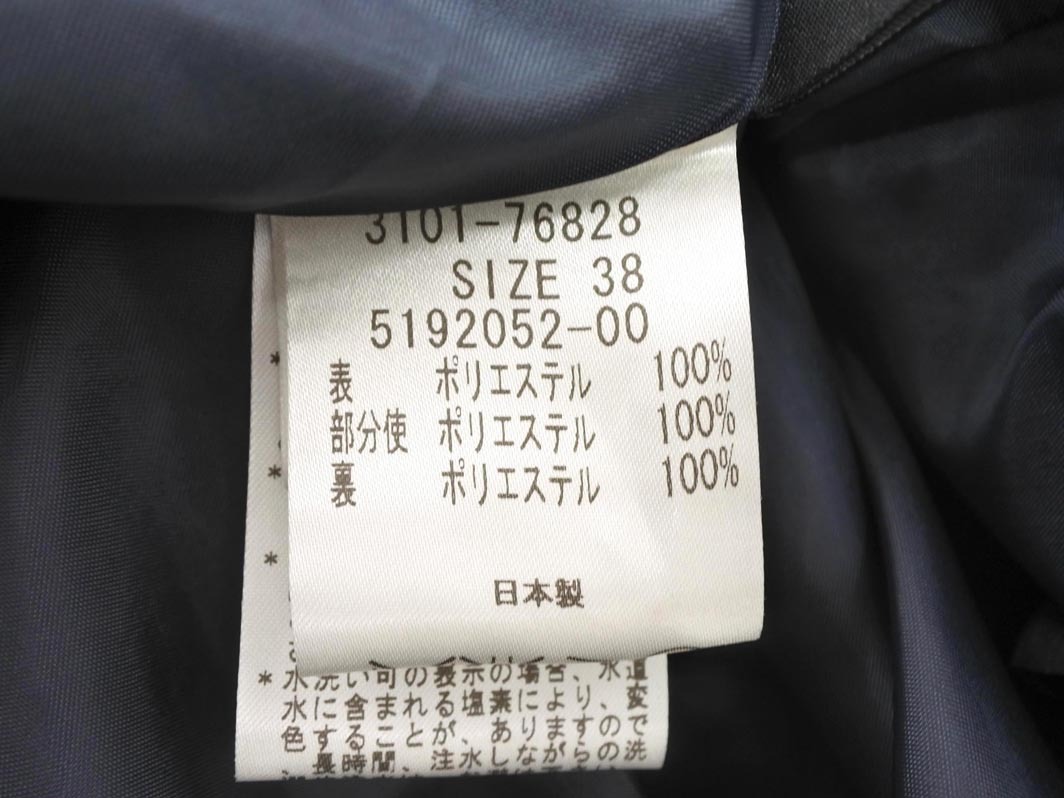 3101-76828
SIZE 38
5192052-00
表 ポリエステル 100%
部分使 ポリエステル 100%
裏 ポリエステル 100%
日本製
*
*
*
*水洗い可の表示の場合、水道
水に含まれる塩素により、変
色することが、ありますので
、長時間、注水しながらの洗